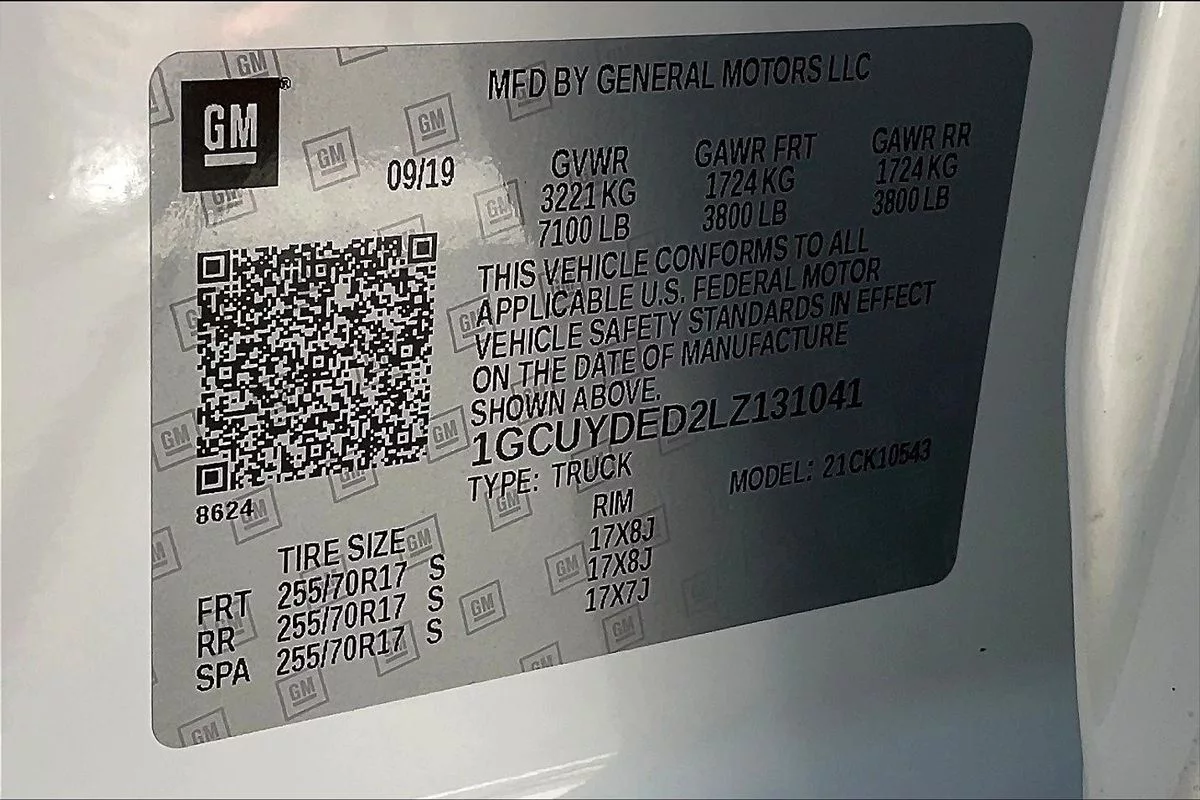 GM
MFD BY GENERAL MOTORS LLC
09/19
GVWR GAWR FRT GAWR RR
3221 KG 1724 KG 1724 KG
7100 LB 3800 LB 3800 LB
THIS VEHICLE CONFORMS TO ALL
APPLICABLE U.S. FEDERAL MOTOR
VEHICLE SAFETY STANDARDS IN EFFECT
ON THE DATE OF MANUFACTURE
SHOWN ABOVE.
1GCUYDED2LZ131041
TYPE: TRUCK MODEL: 21CK10543
8624
TIRE SIZE RIM
FRT 255/70R17 S 17X8J
RR 255/70R17 S 17X8J
SPA 255/70R17 S 17X7J